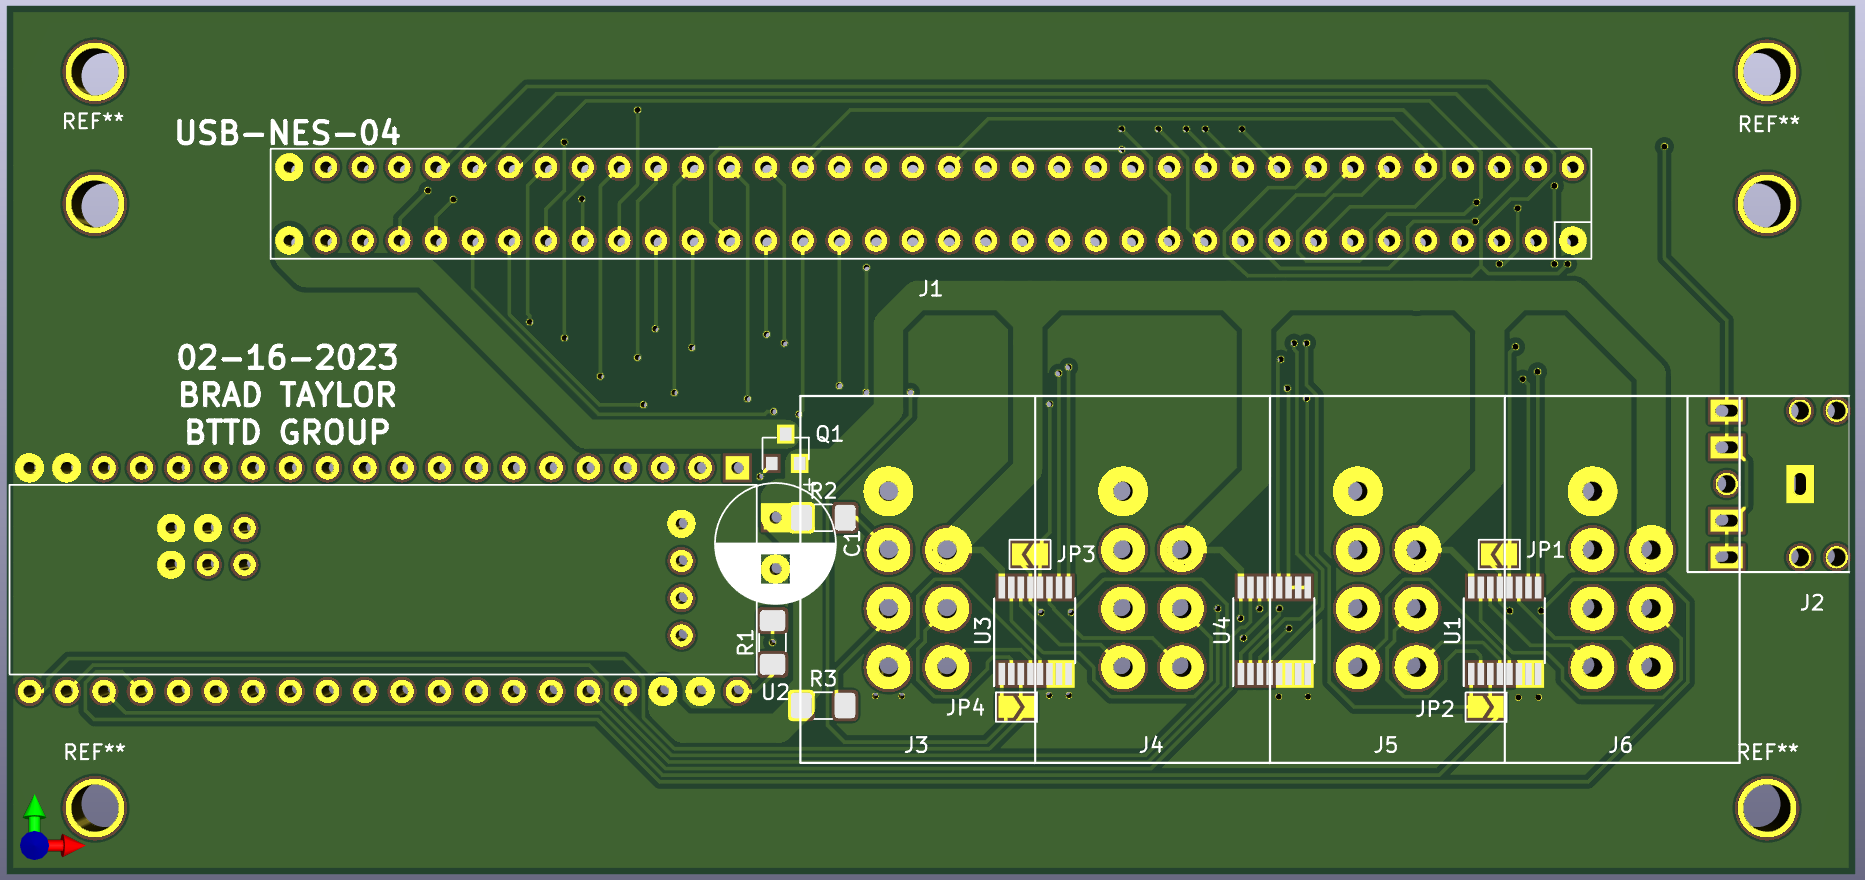 REF**
REF**
USB-NES-04
J1
02-16-2023
BRAD TAYLOR
BTTD GROUP
Q1
+
R2
C1
JP3
JP1
J2
R1
U3
U4
U1
U2
R3
JP4
JP2
J3
J4
J5
J6
REF**
REF**